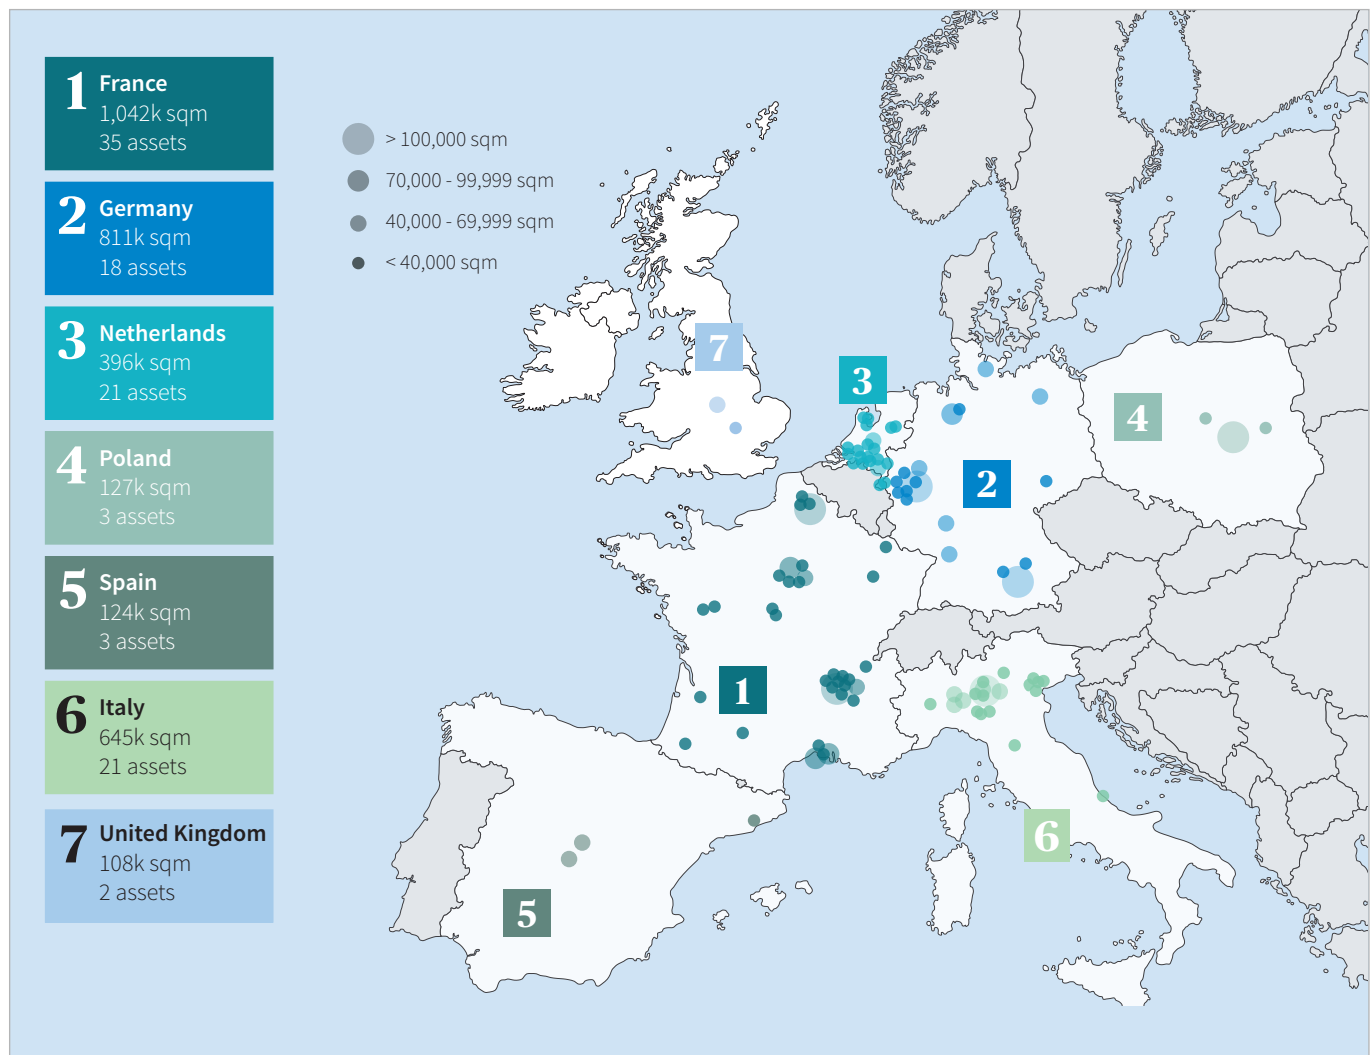 1 France
1,042k sqm
35 assets
2 Germany
811k sqm
18 assets
3 Netherlands
396k sqm
21 assets
4 Poland
127k sqm
3 assets
5 Spain
124k sqm
3 assets
6 Italy
645k sqm
21 assets
7 United Kingdom
108k sqm
2 assets
> 100,000 sqm
70,000 - 99,999 sqm
40,000 - 69,999 sqm
< 40,000 sqm
7
3
4
2
1
6
5